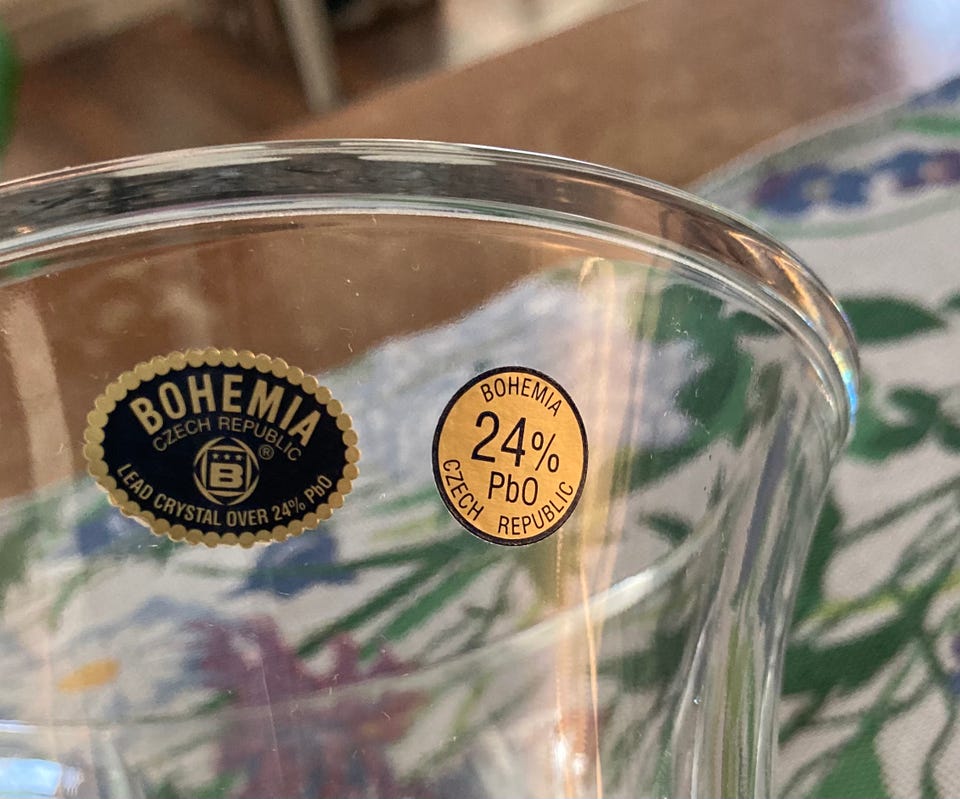 BOHEMIA
CZECH REPUBLIC
®
B
LEAD CRYSTAL OVER 24% PbO
BOHEMIA
24%
PbO
CZECH REPUBLIC